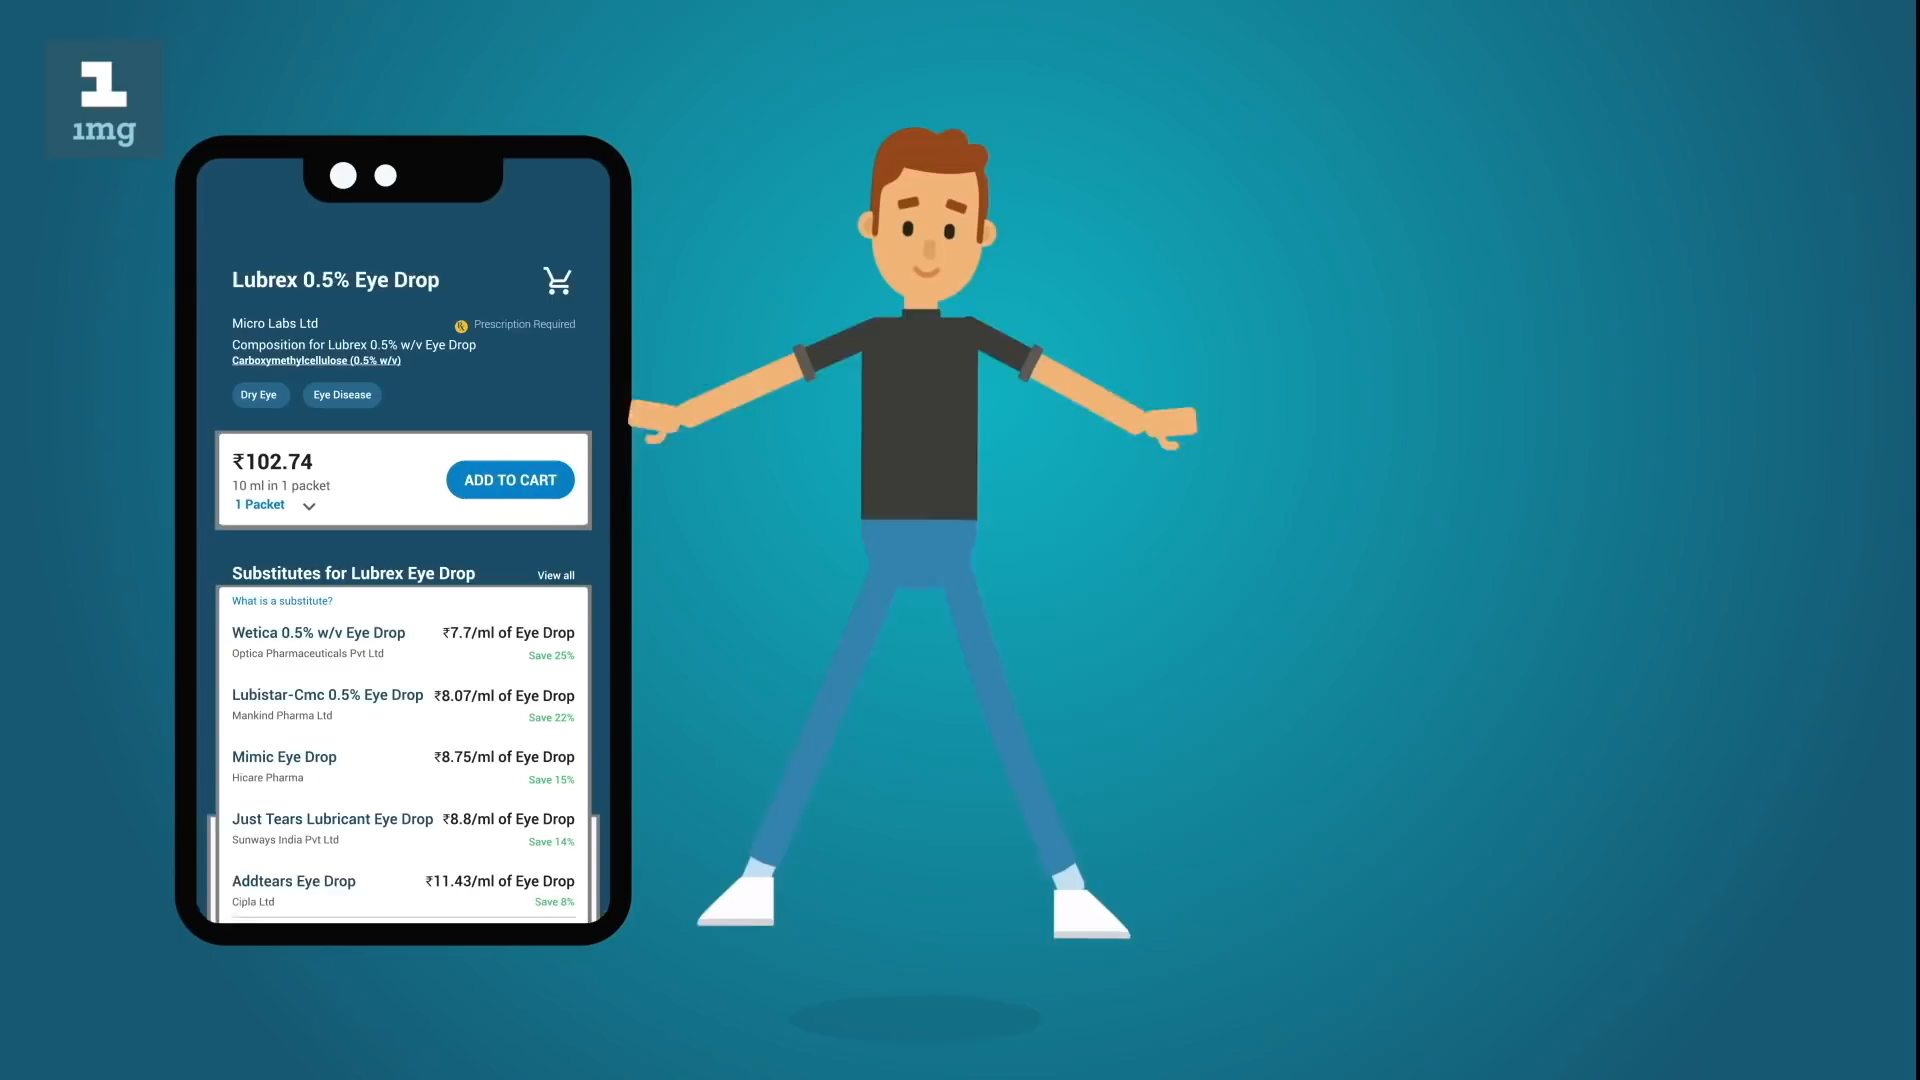 1mg
Lubrex 0.5% Eye Drop
Micro Labs Ltd
Rx Prescription Required
Composition for Lubrex 0.5% w/v Eye Drop
Carboxymethylcellulose (0.5% w/v)
Dry Eye Eye Disease
₹102.74
10 ml in 1 packet
ADD TO CART
1 Packet
Substitutes for Lubrex Eye Drop View all
What is a substitute?
Wetica 0.5% w/v Eye Drop ₹7.7/ml of Eye Drop
Optica Pharmaceuticals Pvt Ltd Save 25%
Lubistar-Cmc 0.5% Eye Drop ₹8.07/ml of Eye Drop
Mankind Pharma Ltd Save 22%
Mimic Eye Drop ₹8.75/ml of Eye Drop
Hicare Pharma Save 15%
Just Tears Lubricant Eye Drop ₹8.8/ml of Eye Drop
Sunways India Pvt Ltd Save 14%
Addtears Eye Drop ₹11.43/ml of Eye Drop
Cipla Ltd Save 8%